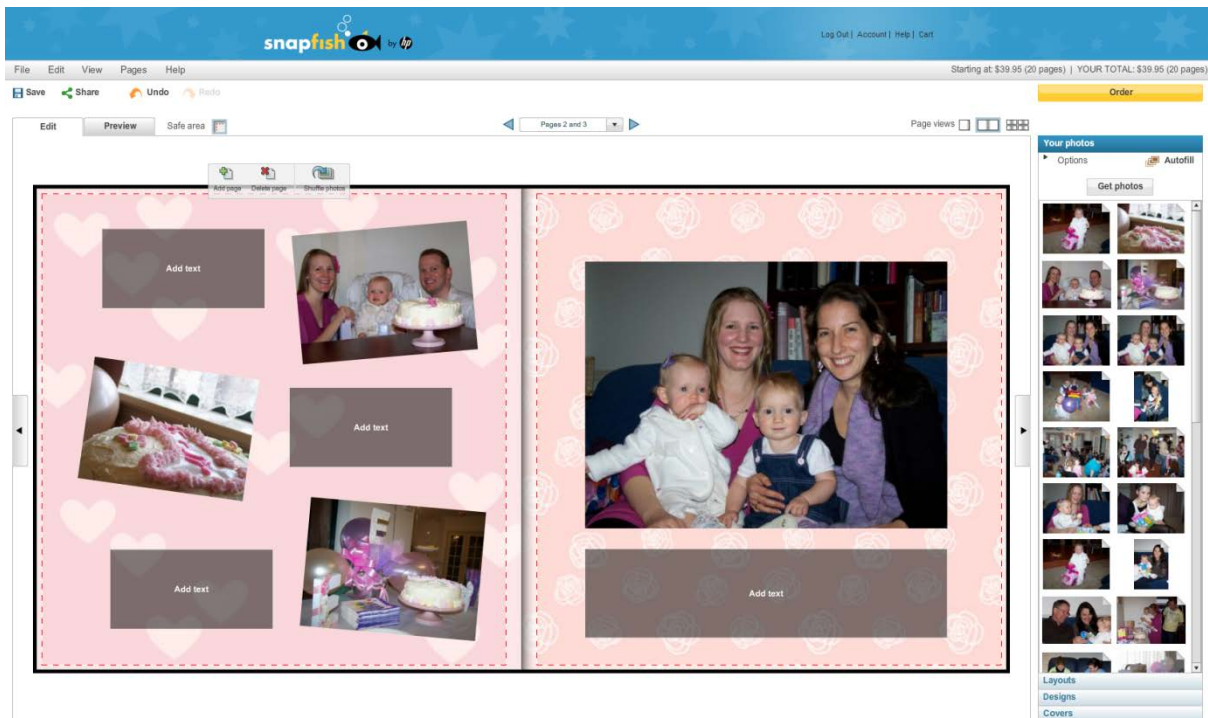 snapfish by hp
Log Out | Account | Help | Cart
File Edit View Pages Help
Starting at: $39.95 (20 pages) | YOUR TOTAL: $39.95 (20 pages)
Save Share Undo Redo
Order
Edit Preview Safe area
Pages 2 and 3
Page views
Your photos
Options Autofill
Get photos
Add page Delete page Shuffle photos
Add text
Add text
Add text
Add text
E
Layouts
Designs
Covers